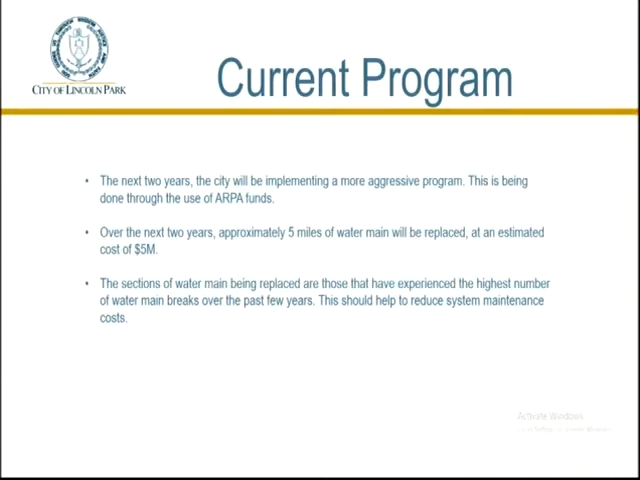 CITY OF LINCOLN PARK
Current Program
• The next two years, the city will be implementing a more aggressive program. This is being
done through the use of ARPA funds.
• Over the next two years, approximately 5 miles of water main will be replaced, at an estimated
cost of $5M.
• The sections of water main being replaced are those that have experienced the highest number
of water main breaks over the past few years. This should help to reduce system maintenance
costs.
Activate Windows